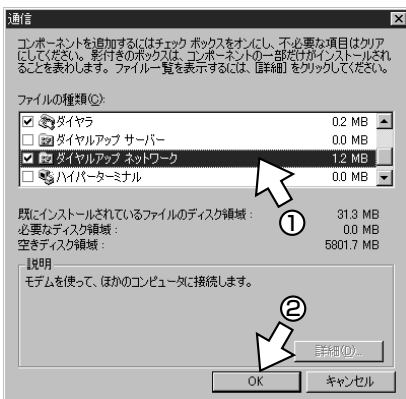 通信
コンポーネントを追加するにはチェック ボックスをオンにし、不必要な項目はクリア
にしてください。影付きのボックスは、コンポーネントの一部だけがインストールされ
ることを表わします。ファイル一覧を表示するには、[詳細] をクリックしてください。
ファイルの種類(C):
ダイヤラ 0.2 MB
ダイヤルアップ サーバー 0.0 MB
ダイヤルアップ ネットワーク 1.2 MB
ハイパーターミナル 0.0 MB
①
既にインストールされているファイルのディスク領域 : 31.3 MB
必要なディスク領域 : 0.0 MB
空きディスク領域 : 5801.7 MB
説明
モデムを使って、ほかのコンピュータに接続します。
②
詳細(D)...
OK キャンセル